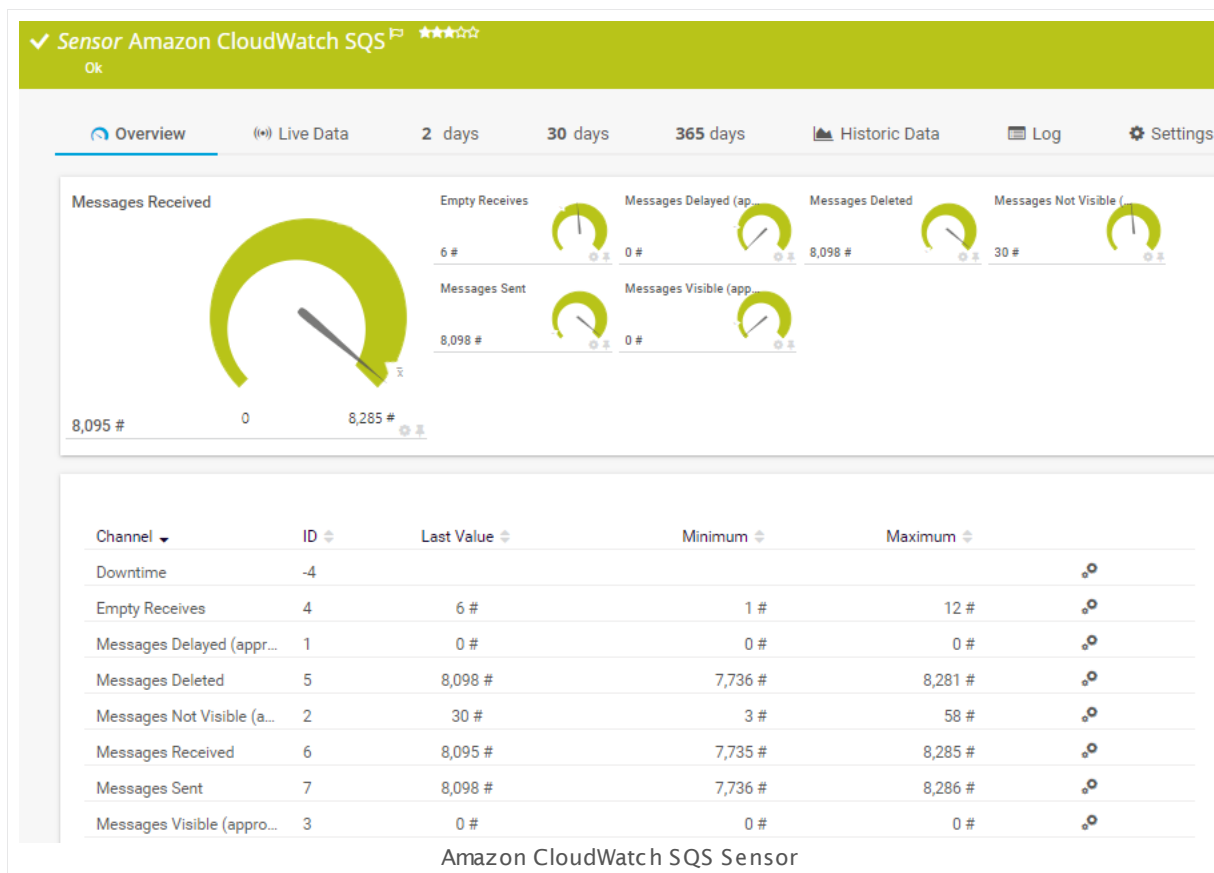 Sensor Amazon CloudWatch SQS
Ok
Overview Live Data 2 days 30 days 365 days Historic Data Log Settings
Messages Received
8,095 #
0
8,285 #
x̄
Empty Receives
6 #
Messages Delayed (ap...
0 #
Messages Deleted
8,098 #
Messages Not Visible (...
30 #
Messages Sent
8,098 #
Messages Visible (app...
0 #
Channel ID Last Value Minimum Maximum
Downtime -4
Empty Receives 4 6 # 1 # 12 #
Messages Delayed (appr... 1 0 # 0 # 0 #
Messages Deleted 5 8,098 # 7,736 # 8,281 #
Messages Not Visible (a... 2 30 # 3 # 58 #
Messages Received 6 8,095 # 7,735 # 8,285 #
Messages Sent 7 8,098 # 7,736 # 8,286 #
Messages Visible (appro... 3 0 # 0 # 0 #
Amazon CloudWatch SQS Sensor